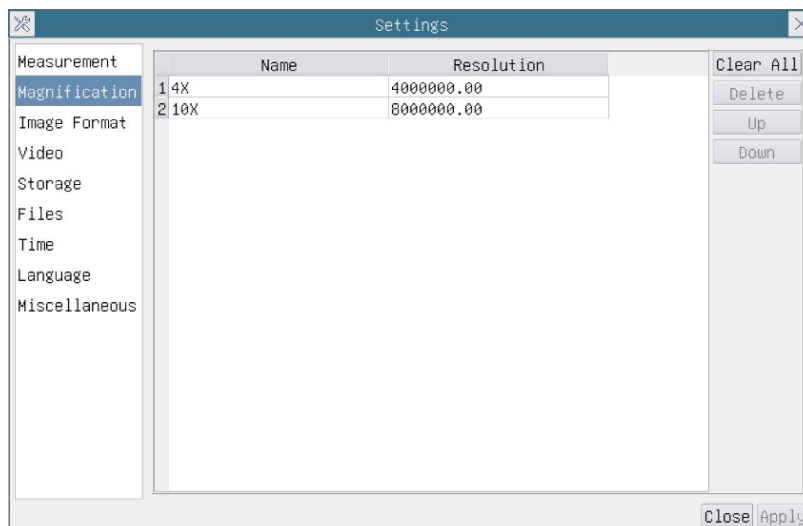 Settings
Measurement
Magnification
Image Format
Video
Storage
Files
Time
Language
Miscellaneous
Name Resolution
1 4X 4000000.00
2 10X 8000000.00
Clear All
Delete
Up
Down
Close Apply